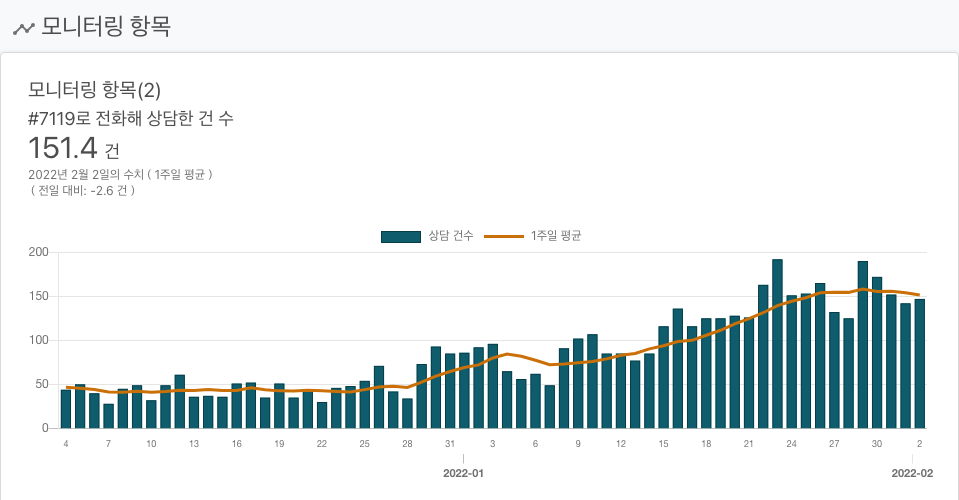 모니터링 항목
모니터링 항목(2)
#7119로 전화해 상담한 건 수
151.4 건
2022년 2월 2일의 수치 ( 1주일 평균 )
( 전일 대비: -2.6 건 )
상담 건수 1주일 평균
200
150
100
50
0
4 7 10 13 16 19 22 25 28 31 3 6 9 12 15 18 21 24 27 30 2
2022-01 2022-02